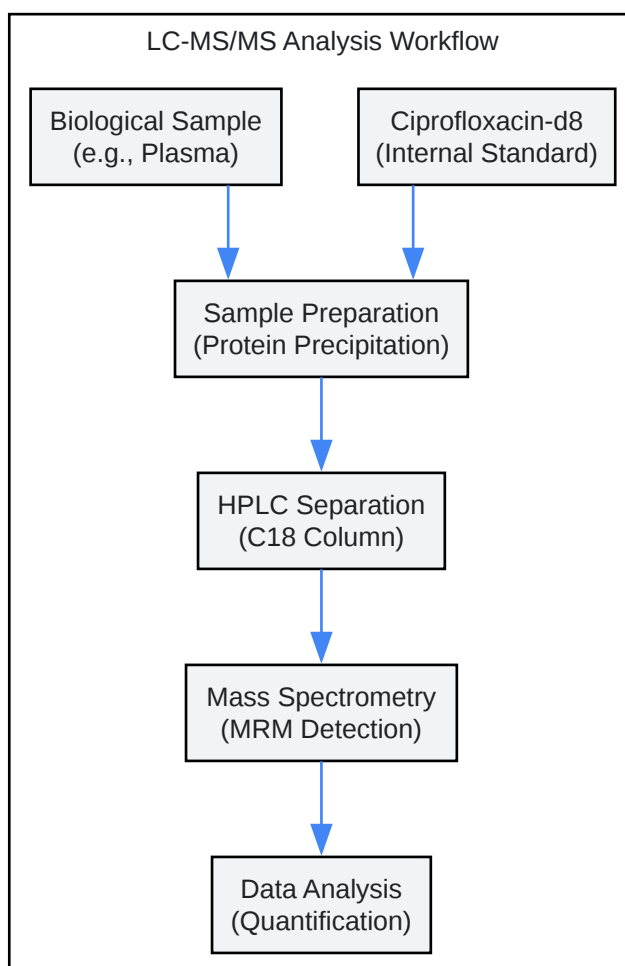 LC-MS/MS Analysis Workflow
Biological Sample
(e.g., Plasma)
Ciprofloxacin-d8
(Internal Standard)
Sample Preparation
(Protein Precipitation)
HPLC Separation
(C18 Column)
Mass Spectrometry
(MRM Detection)
Data Analysis
(Quantification)